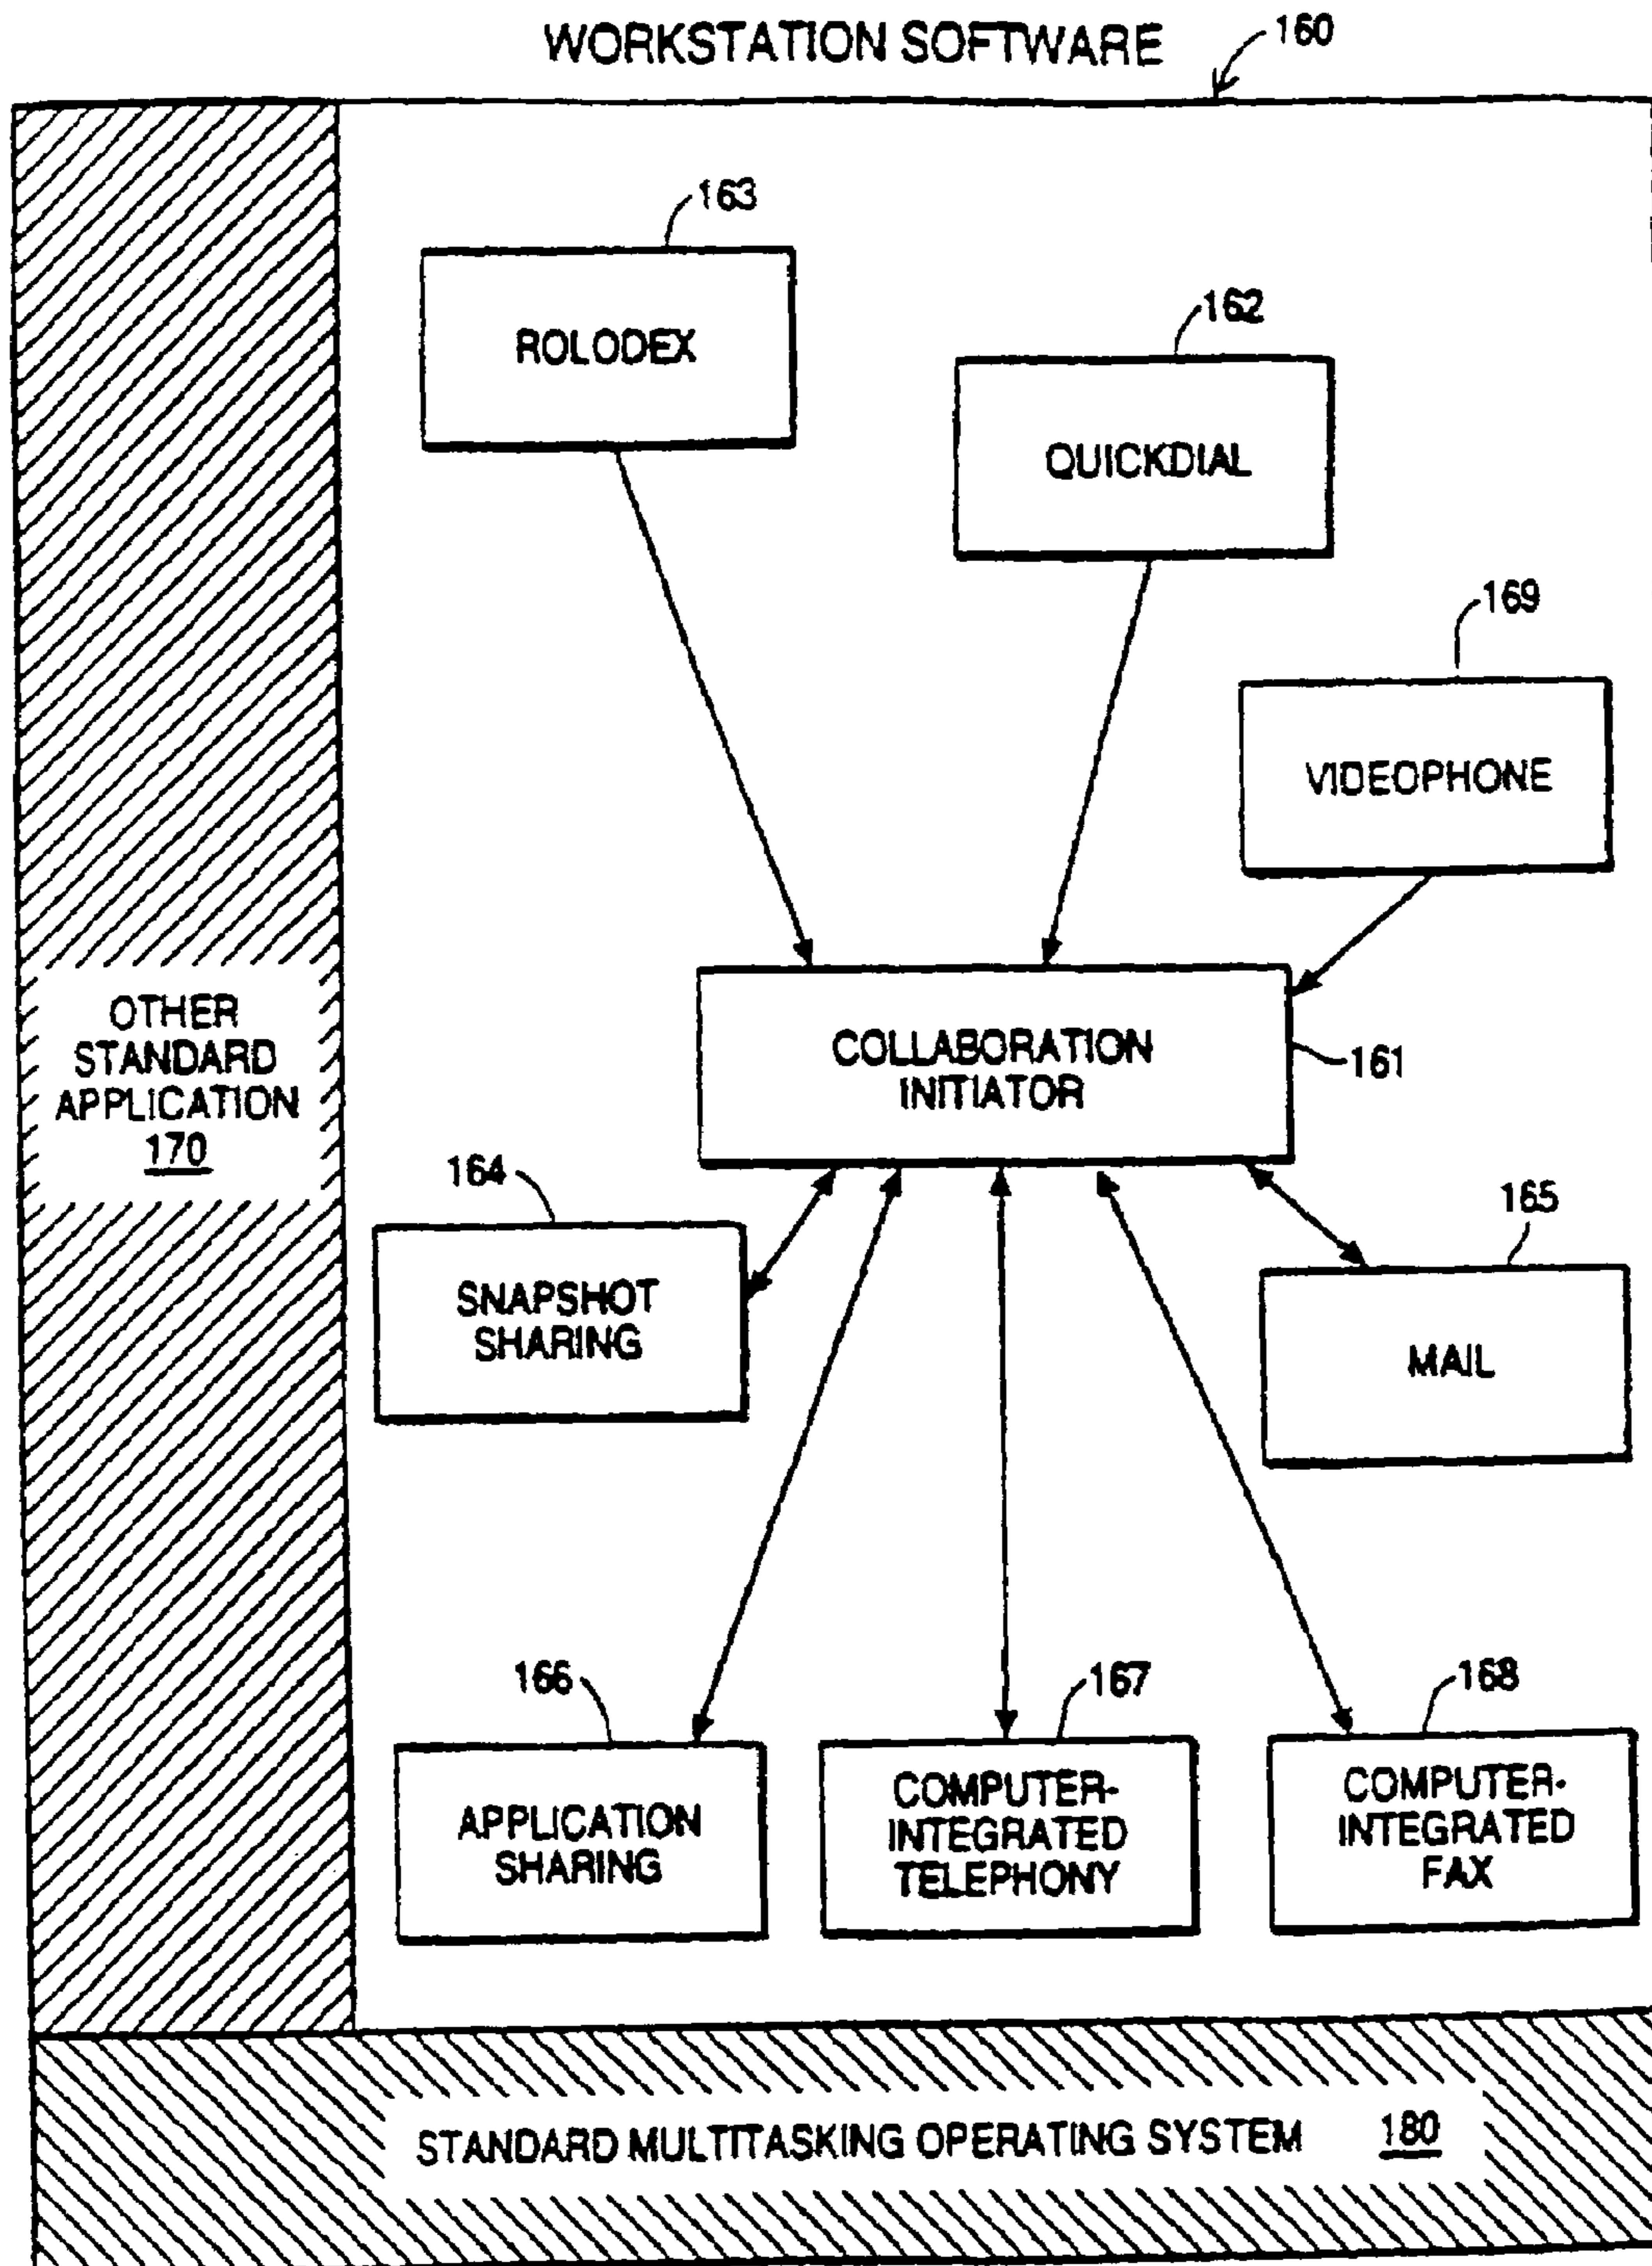 WORKSTATION SOFTWARE
160
163
ROLODEX
162
QUICKDIAL
169
VIDEOPHONE
COLLABORATION
INITIATOR
161
OTHER
STANDARD
APPLICATION
170
164
SNAPSHOT
SHARING
165
MAIL
166
APPLICATION
SHARING
167
COMPUTER-
INTEGRATED
TELEPHONY
168
COMPUTER-
INTEGRATED
FAX
STANDARD MULTITASKING OPERATING SYSTEM 180